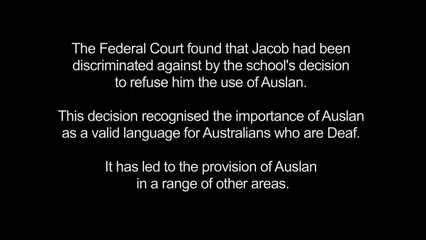 The Federal Court found that Jacob had been
discriminated against by the school's decision
to refuse him the use of Auslan.
This decision recognised the importance of Auslan
as a valid language for Australians who are Deaf.
It has led to the provision of Auslan
in a range of other areas.